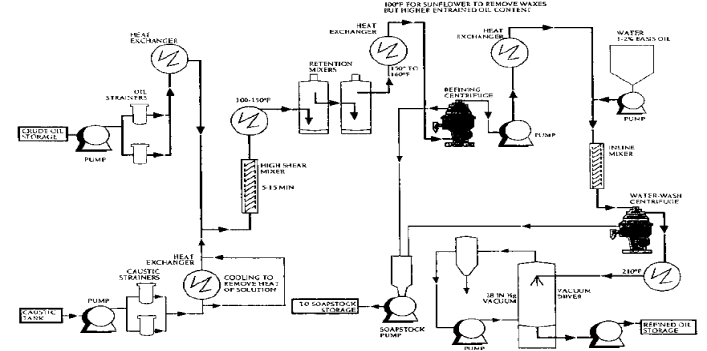 100°F FOR SUNFLOWER TO REMOVE WAXES
BUT HIGHER ENTRAINED OIL CONTENT
HEAT
EXCHANGER
HEAT
EXCHANGER
HEAT
EXCHANGER
WATER
1-2% BASIS OIL
RETENTION
MIXERS
150° TO
160°F
OIL
STRAINERS
REFINING
CENTRIFUGE
100-110°F
PUMP
PUMP
CRUDE OIL
STORAGE
PUMP
HIGH SHEAR
MIXER
5-15 MIN
INLINE
MIXER
WATER-WASH
CENTRIFUGE
HEAT
EXCHANGER
CAUSTIC
STRAINERS
COOLING TO
REMOVE HEAT
OF SOLUTION
210°F
PUMP
28 IN Hg
VACUUM
VACUUM
DRYER
TO SOAPSTOCK
STORAGE
CAUSTIC
TANK
SOAPSTOCK
PUMP
PUMP
PUMP
REFINED OIL
STORAGE